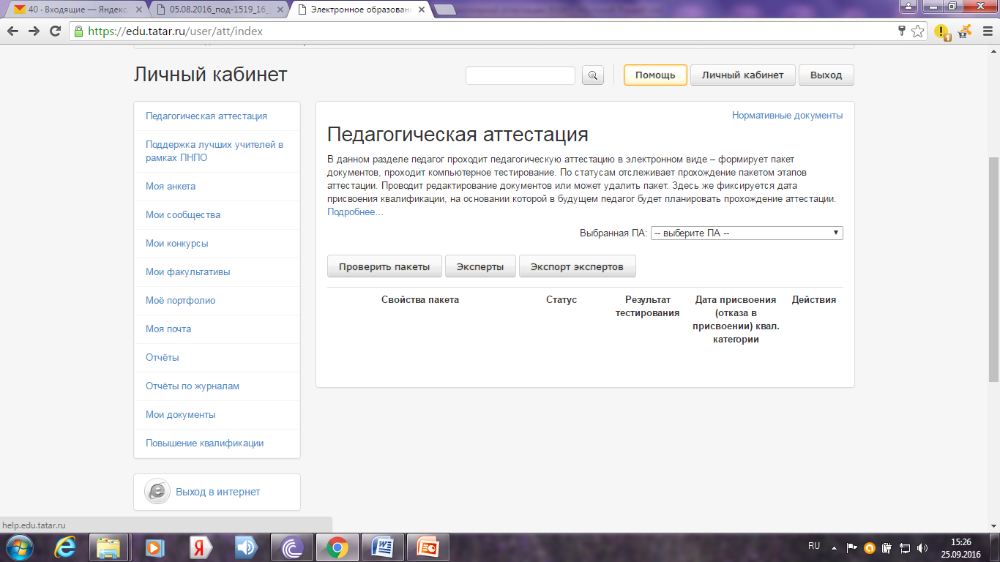 40 · Входящие — Яндекс.
05.08.2016_под-1519_16_
Электронное образовани
https://edu.tatar.ru/user/att/index
1
Личный кабинет
Помощь
Личный кабинет
Выход
Педагогическая аттестация
Поддержка лучших учителей в
рамках ПНПО
Моя анкета
Мои сообщества
Мои конкурсы
Мои факультативы
Моё портфолио
Моя почта
Отчёты
Отчёты по журналам
Мои документы
Повышение квалификации
Выход в интернет
Нормативные документы
Педагогическая аттестация
В данном разделе педагог проходит педагогическую аттестацию в электронном виде – формирует пакет
документов, проходит компьютерное тестирование. По статусам отслеживает прохождение пакетом этапов
аттестации. Проводит редактирование документов или может удалить пакет. Здесь же фиксируется дата
присвоения квалификации, на основании которой в будущем педагог будет планировать прохождение аттестации.
Подробнее...
Выбранная ПА: -- выберите ПА --
Проверить пакеты
Эксперты
Экспорт экспертов
Свойства пакета
Статус
Результат
тестирования
Дата присвоения
(отказа в
присвоении) квал.
категории
Действия
help.edu.tatar.ru
RU
15:26
25.09.2016